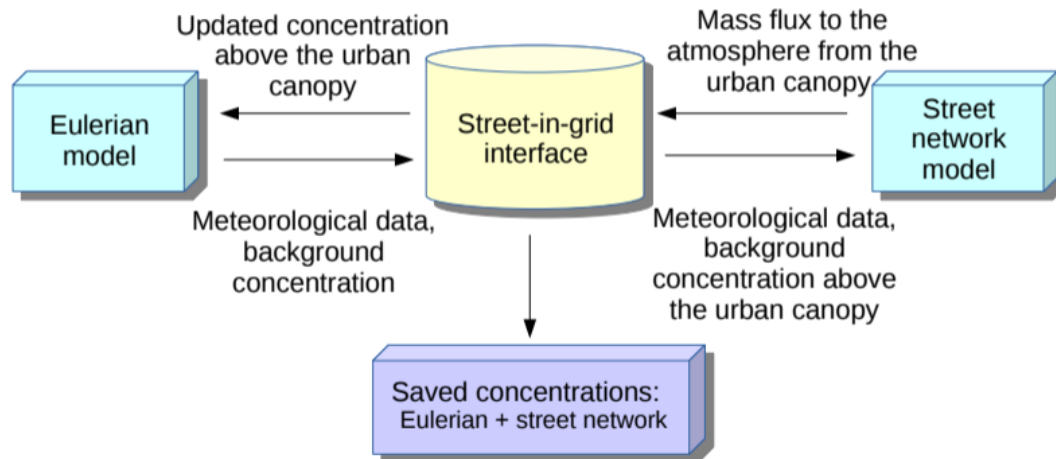 Updated concentration
above the urban
canopy
Mass flux to the
atmosphere from the
urban canopy
Eulerian
model
Street-in-grid
interface
Street
network
model
Meteorological data,
background
concentration
Meteorological data,
background
concentration above
the urban canopy
Saved concentrations:
Eulerian + street network